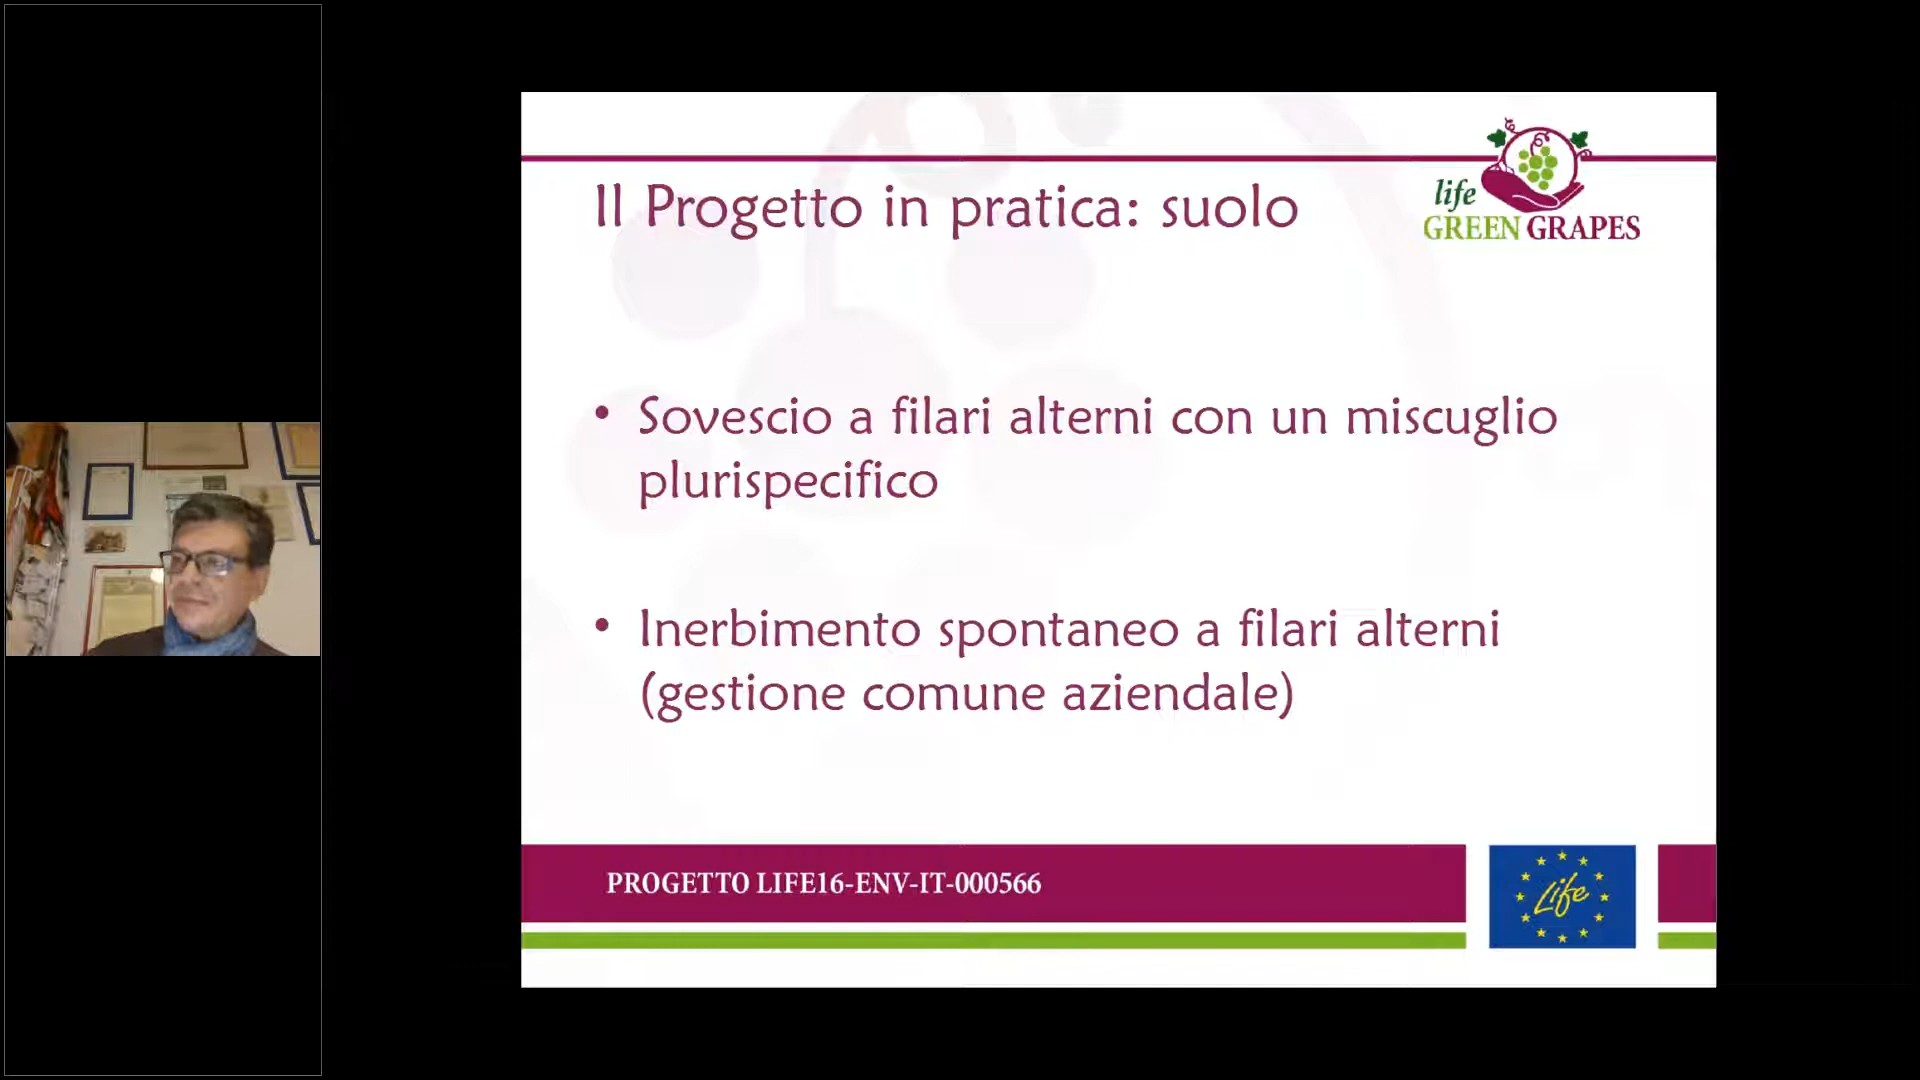 Il Progetto in pratica: suolo
life
GREEN GRAPES
• Sovescio a filari alterni con un miscuglio
plurispecifico
• Inerbimento spontaneo a filari alterni
(gestione comune aziendale)
PROGETTO LIFE16-ENV-IT-000566
Life